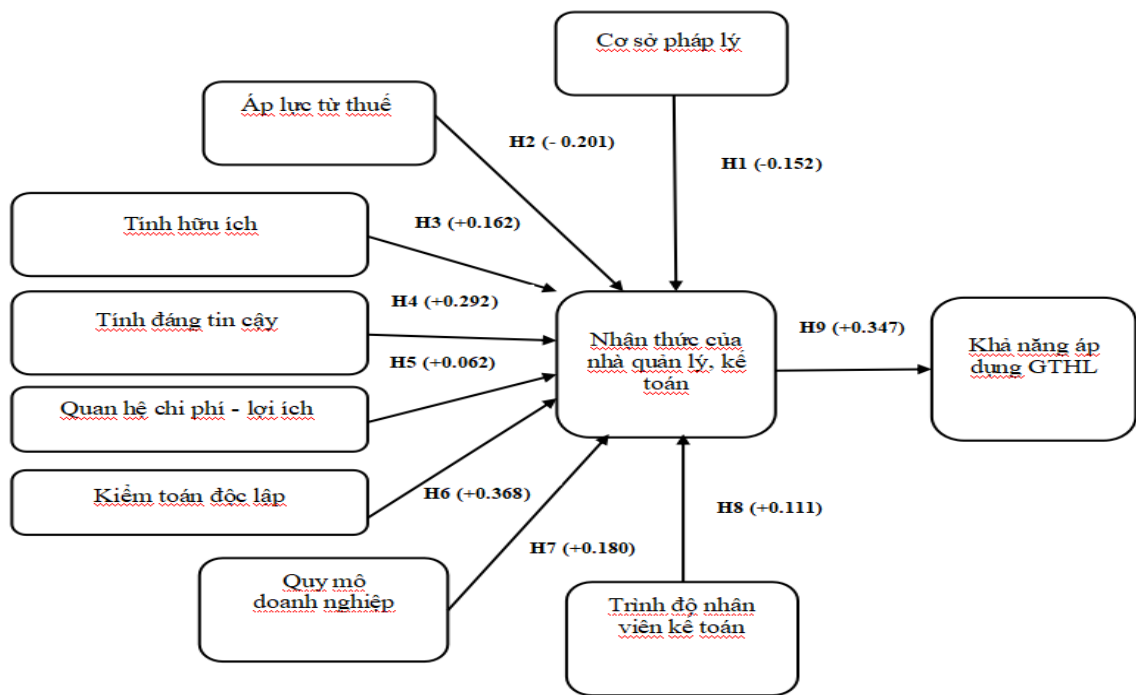 Cơ sở pháp lý
Áp lực từ thuế
H2 (- 0.201)
H1 (-0.152)
Tính hữu ích
H3 (+0.162)
Tính đáng tin cậy
H4 (+0.292)
H5 (+0.062)
Quan hệ chi phí - lợi ích
Kiểm toán độc lập
H6 (+0.368)
Nhận thức của
nhà quản lý, kế
toán
H9 (+0.347)
Khả năng áp
dụng GTHL
H7 (+0.180)
H8 (+0.111)
Quy mô
doanh nghiệp
Trình độ nhân
viên kế toán